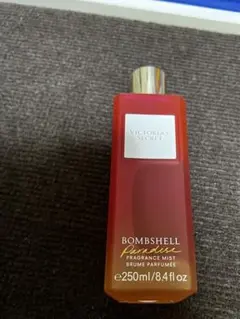 VICTORIA'S
SECRET
BOMBSHELL
Paradise
FRAGRANCE MIST
BRUME PARFUMÉE
℮250ml/8.4fl oz